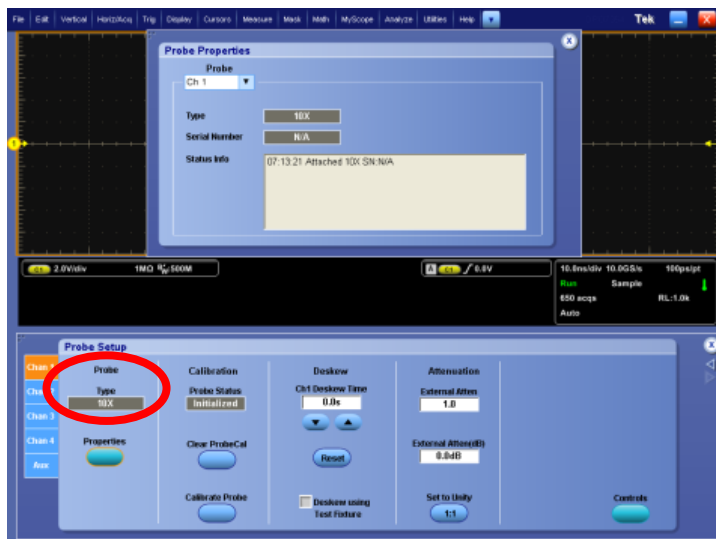 File Edit Vertical Horiz/Acq Trig Display Cursors Measure Mask Math MyScope Analyze Utilities Help Tek
Probe Properties
Probe
Ch 1
Type 10X
Serial Number N/A
Status Info 07:13:21 Attached 10X SN:N/A
1
C1 2.0V/div 1MΩ BW:500M
A C1 0.0V
10.0ns/div 10.0GS/s 100ps/pt
Run Sample
650 acqs RL:1.0k
Auto
Probe Setup
Chan 1
Chan 2
Chan 3
Chan 4
Aux
Probe
Type
10X
Properties
Calibration
Probe Status
Initialized
Clear ProbeCal
Calibrate Probe
Deskew
Ch1 Deskew Time
0.0s
Reset
Deskew using
Test Fixture
Attenuation
External Atten
1.0
External Atten(dB)
0.0dB
Set to Unity
1:1
Controls